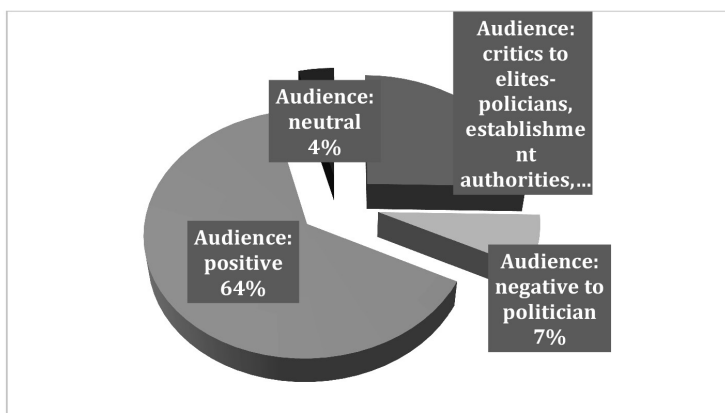 Audience:
critics to
elites-
policians,
establishme
nt
authorities,...
Audience:
neutral
4%
Audience:
positive
64%
Audience:
negative to
politician
7%